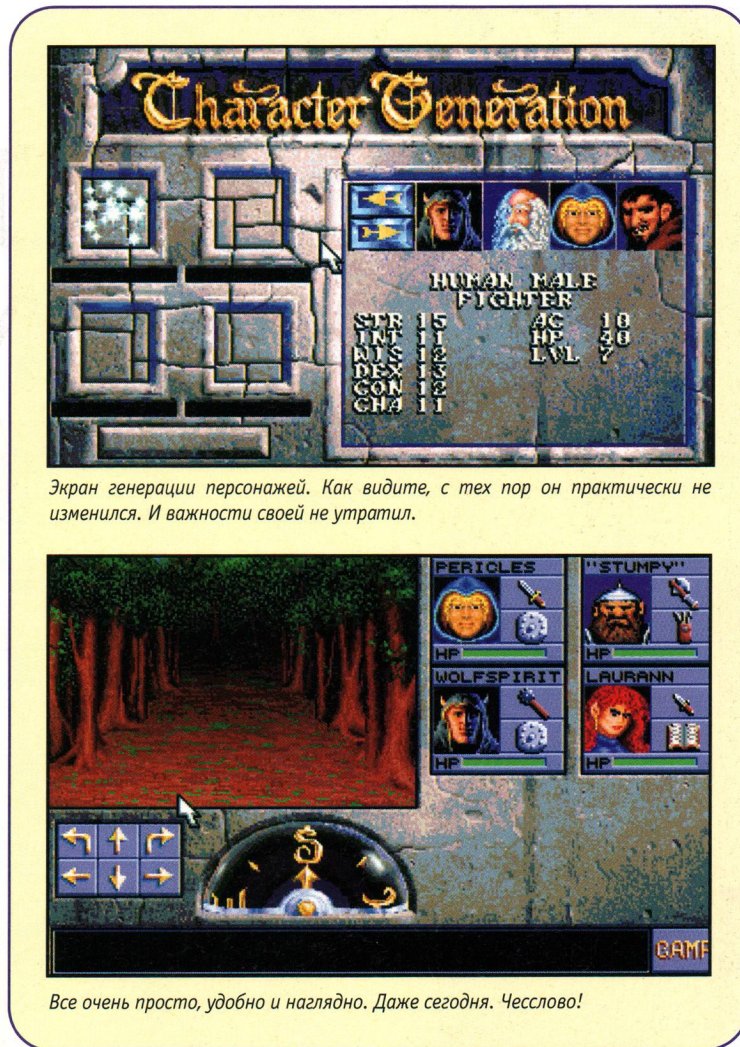 Character Generation
HUMAN MALE
FIGHTER
STR 15 AC 10
INT 11 HP 40
WIS 12 LVL 7
DEX 13
CON 12
CHA 11
Экран генерации персонажей. Как видите, с тех пор он практически не
изменился. И важности своей не утратил.
PERICLES "STUMPY"
HP HP
WOLFSPIRIT LAURANN
HP HP
S
CAMP
Все очень просто, удобно и наглядно. Даже сегодня. Чесслово!